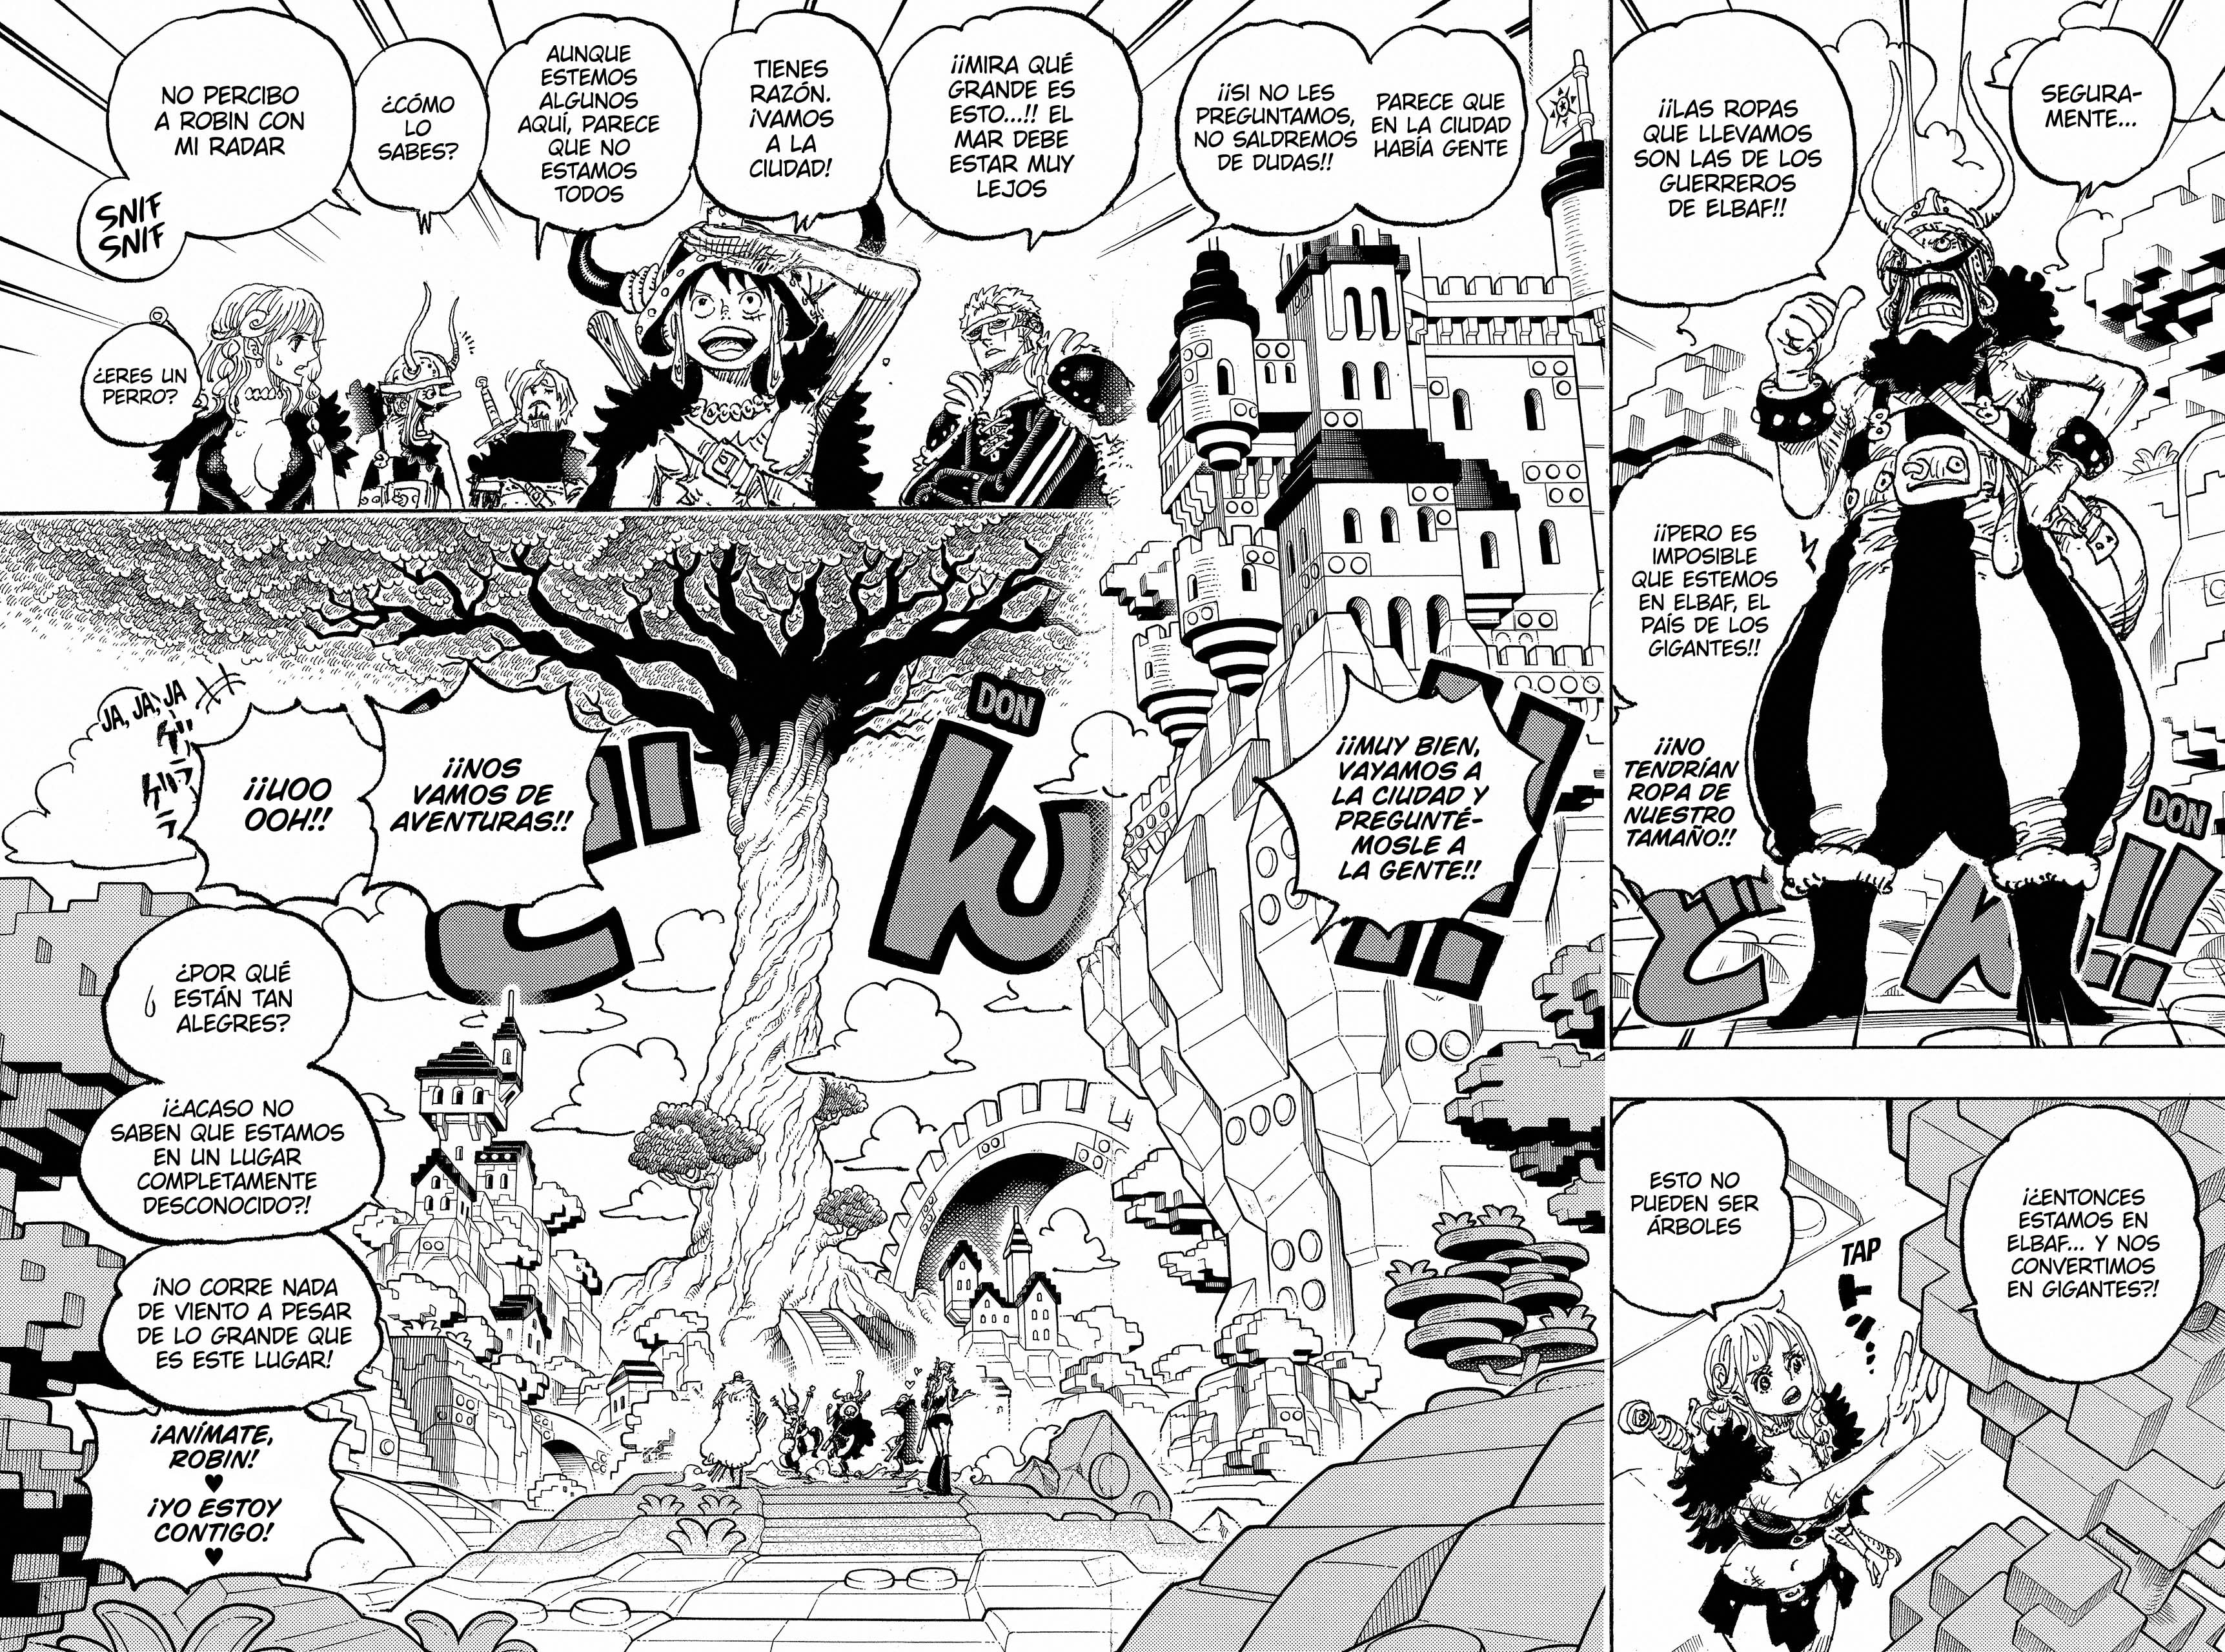 SEGURA-
MENTE...
¡¡LAS ROPAS
QUE LLEVAMOS
SON LAS DE LOS
GUERREROS
DE ELBAF!!
¡¡PERO ES
IMPOSIBLE
QUE ESTEMOS
EN ELBAF, EL
PAÍS DE LOS
GIGANTES!!
¡¡NO
TENDRÍAN
ROPA DE
NUESTRO
TAMAÑO!!
DON
どん!!
¡¿ENTONCES
ESTAMOS EN
ELBAF... Y NOS
CONVERTIMOS
EN GIGANTES?!
ESTO NO
PUEDEN SER
ÁRBOLES
TAP
PARECE QUE
EN LA CIUDAD
HABÍA GENTE
¡¡SI NO LES
PREGUNTAMOS,
NO SALDREMOS
DE DUDAS!!
¡¡MIRA QUÉ
GRANDE ES
ESTO...!! EL
MAR DEBE
ESTAR MUY
LEJOS
TIENES
RAZÓN.
¡VAMOS
A LA
CIUDAD!
AUNQUE
ESTEMOS
ALGUNOS
AQUÍ, PARECE
QUE NO
ESTAMOS
TODOS
¿CÓMO
LO
SABES?
NO PERCIBO
A ROBIN CON
MI RADAR
SNIF
SNIF
¿ERES UN
PERRO?
¡¡MUY BIEN,
VAYAMOS A
LA CIUDAD Y
PREGUNTÉ-
MOSLE A
LA GENTE!!
DON
¡¡NOS
VAMOS DE
AVENTURAS!!
¡¡UOO
OOH!!
JA, JA, JA
ゲラ
ゲラ
¿POR QUÉ
ESTÁN TAN
ALEGRES?
¡¿ACASO NO
SABEN QUE ESTAMOS
EN UN LUGAR
COMPLETAMENTE
DESCONOCIDO?!
¡NO CORRE NADA
DE VIENTO A PESAR
DE LO GRANDE QUE
ES ESTE LUGAR!
¡ANÍMATE,
ROBIN!
♥
¡YO ESTOY
CONTIGO!
♥